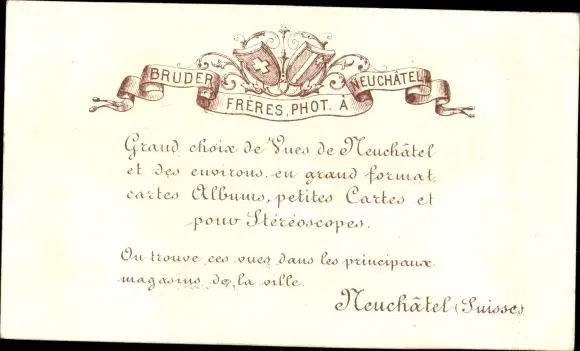 BRUDER FRÈRES, PHOT. À NEUCHÂTEL
Grand choix de Vues de Neuchâtel
et des environs, en grand format,
cartes Albums, petites Cartes et
pour Stéréoscopes.
On trouve ces vues dans les principaux
magasins de la ville.
Neuchâtel (Suisse)